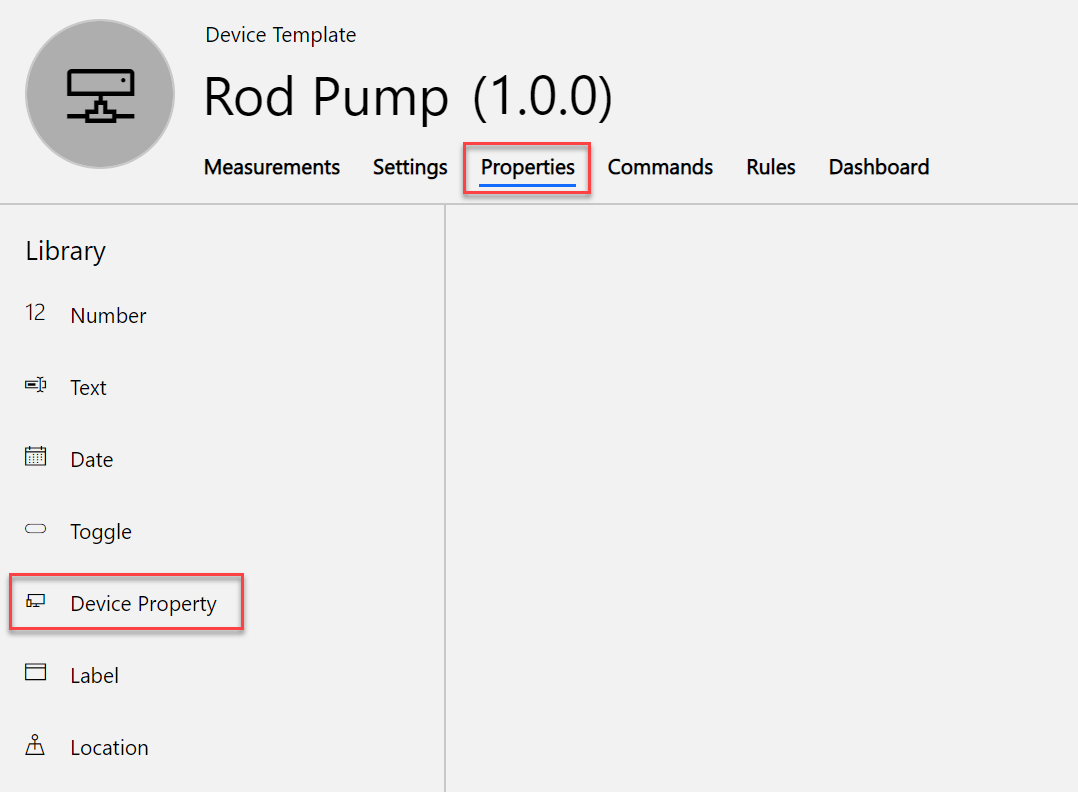 Device Template
Rod Pump (1.0.0)
Measurements Settings Properties Commands Rules Dashboard
Library
12 Number
Text
Date
Toggle
Device Property
Label
Location